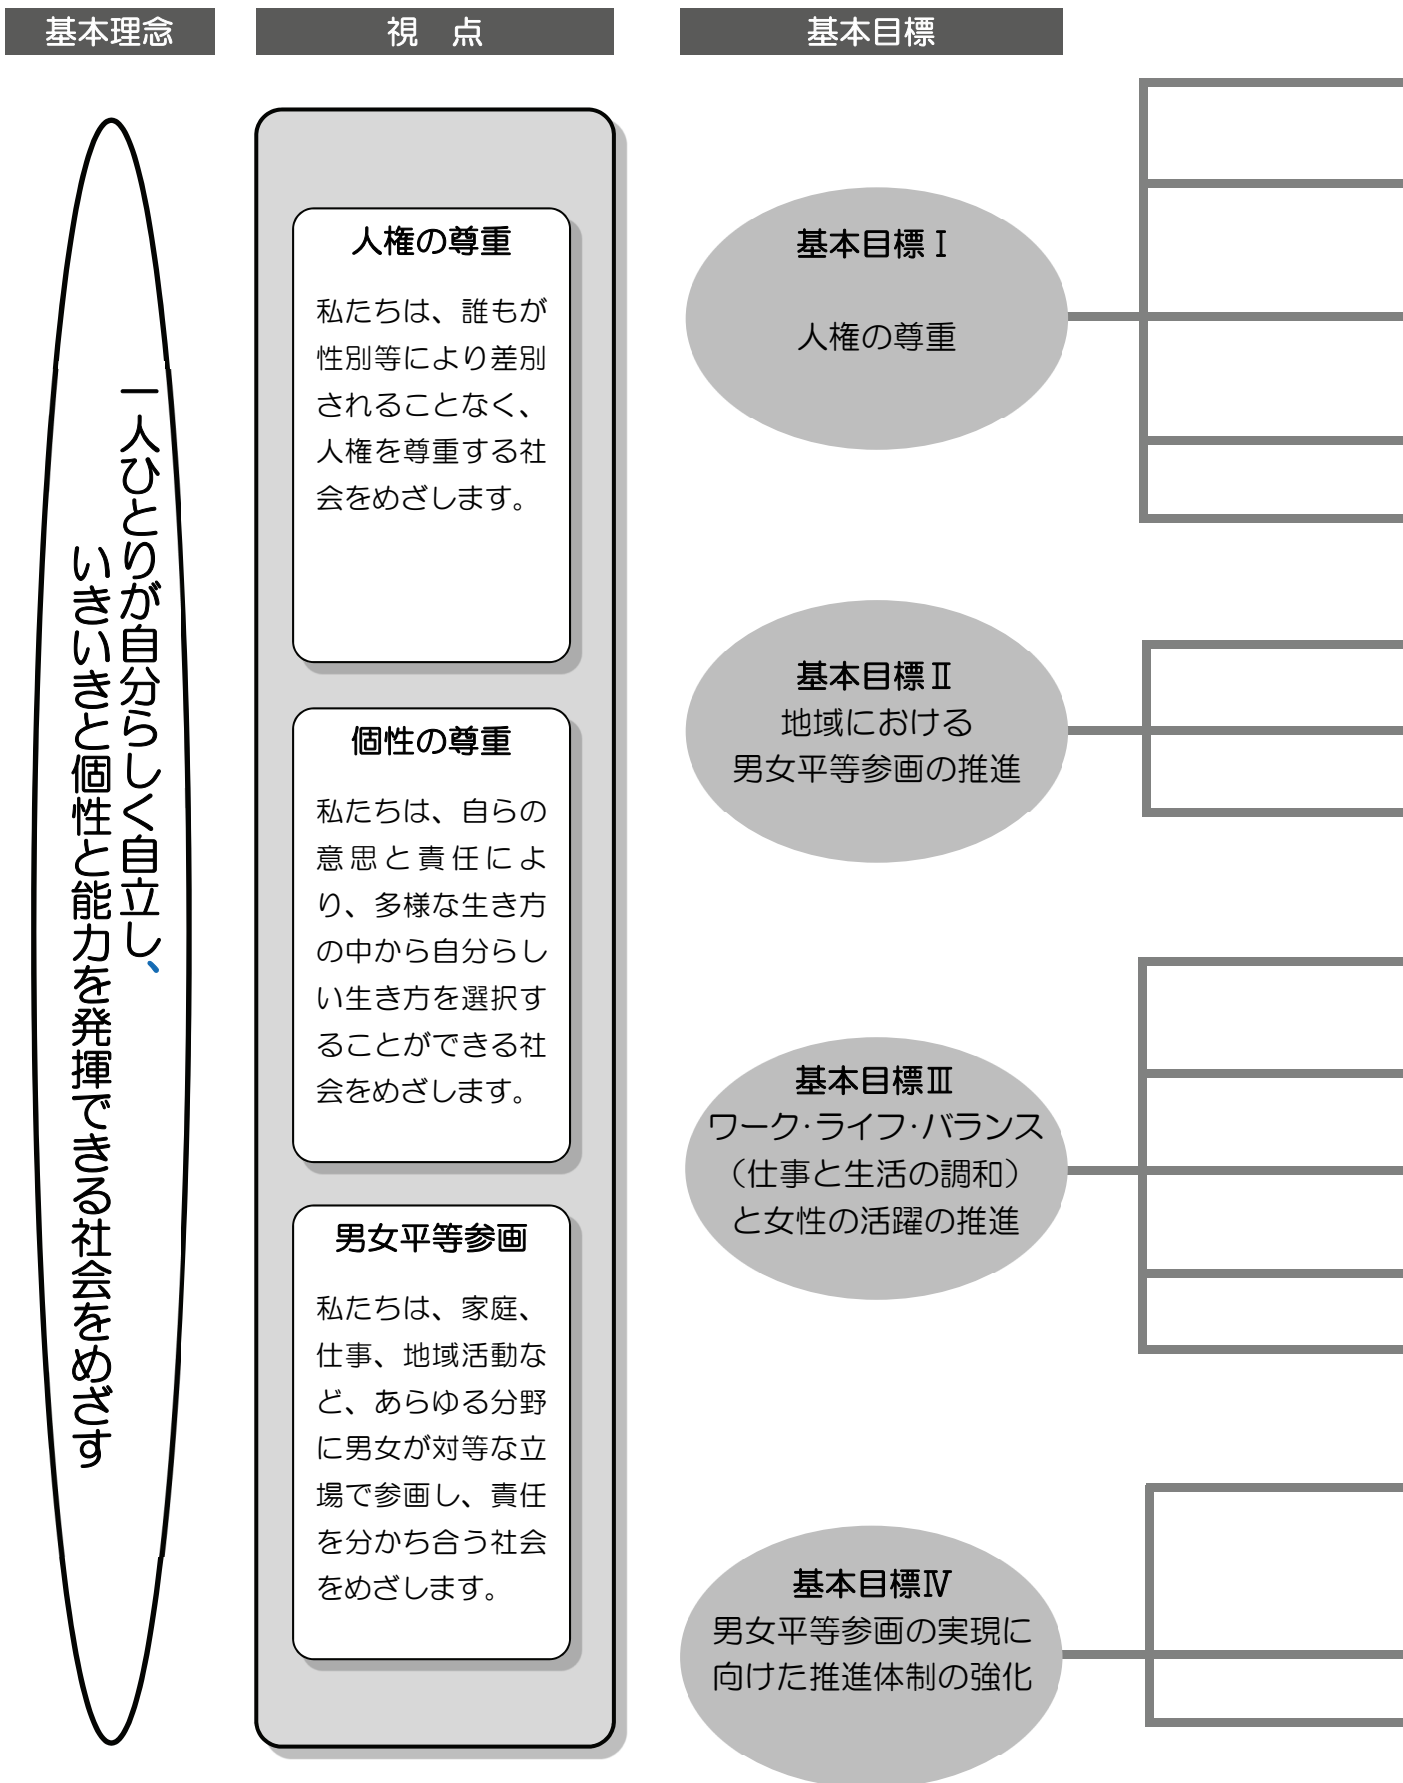 基本理念
視　点
基本目標
一人ひとりが自分らしく自立し、
いきいきと個性と能力を発揮できる社会をめざす
人権の尊重
私たちは、誰もが
性別等により差別
されることなく、
人権を尊重する社
会をめざします。
個性の尊重
私たちは、自らの
意思と責任によ
り、多様な生き方
の中から自分らし
い生き方を選択す
ることができる社
会をめざします。
男女平等参画
私たちは、家庭、
仕事、地域活動な
ど、あらゆる分野
に男女が対等な立
場で参画し、責任
を分かち合う社会
をめざします。
基本目標Ⅰ
人権の尊重
基本目標Ⅱ
地域における
男女平等参画の推進
基本目標Ⅲ
ワーク・ライフ・バランス
（仕事と生活の調和）
と女性の活躍の推進
基本目標Ⅳ
男女平等参画の実現に
向けた推進体制の強化